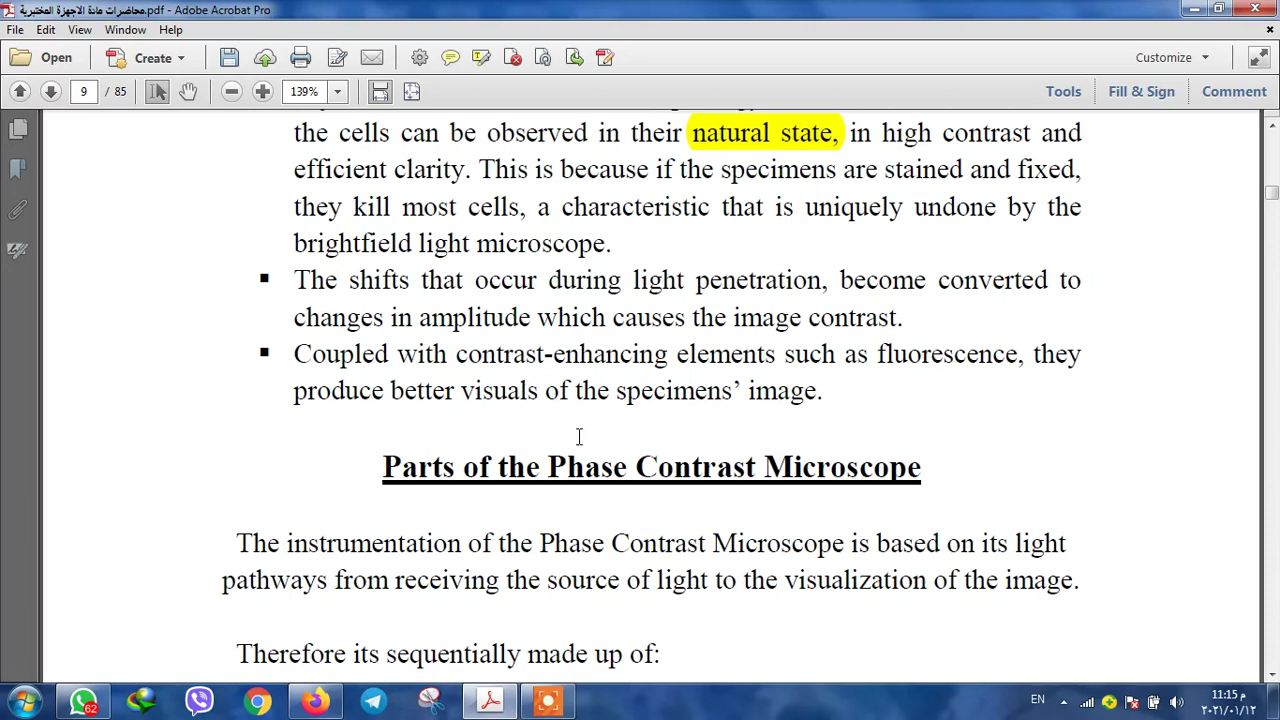 محاضرات مادة الاجهزة المختبرية.pdf - Adobe Acrobat Pro
File Edit View Window Help
Open Create Customize
9 / 85 139% Tools Fill & Sign Comment
the cells can be observed in their natural state, in high contrast and
efficient clarity. This is because if the specimens are stained and fixed,
they kill most cells, a characteristic that is uniquely undone by the
brightfield light microscope.
▪ The shifts that occur during light penetration, become converted to
changes in amplitude which causes the image contrast.
▪ Coupled with contrast-enhancing elements such as fluorescence, they
produce better visuals of the specimens’ image.
Parts of the Phase Contrast Microscope
The instrumentation of the Phase Contrast Microscope is based on its light
pathways from receiving the source of light to the visualization of the image.
Therefore its sequentially made up of:
62
EN
11:15 م
٢٠٢١/٠١/١٢